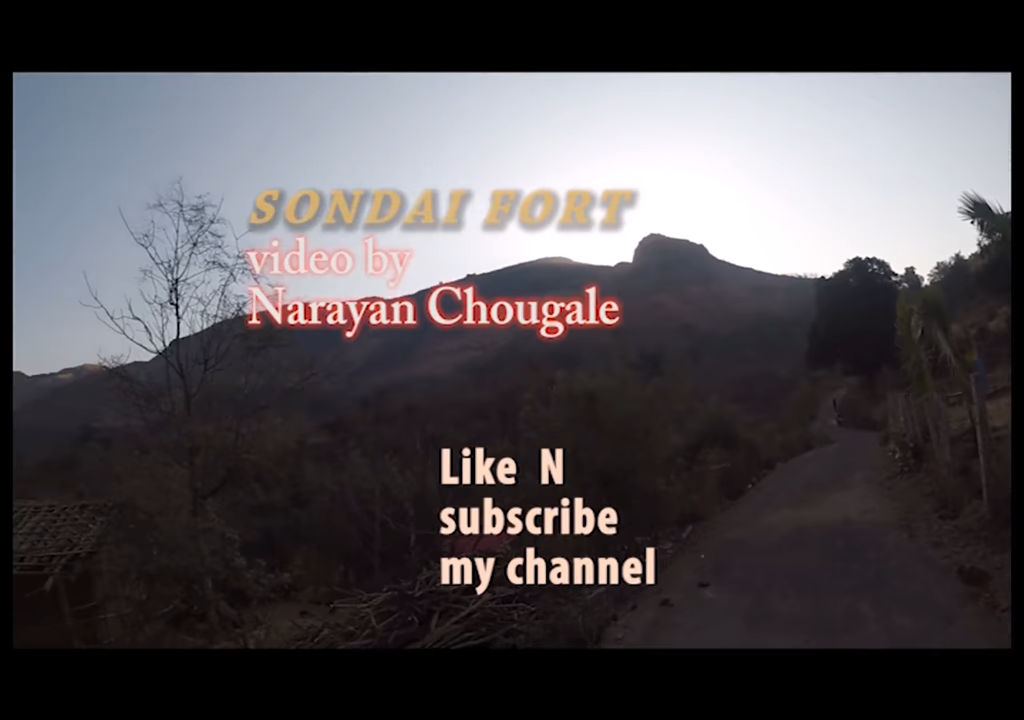 SONDAI FORT
video by
Narayan Chougale
Like N
subscribe
my channel